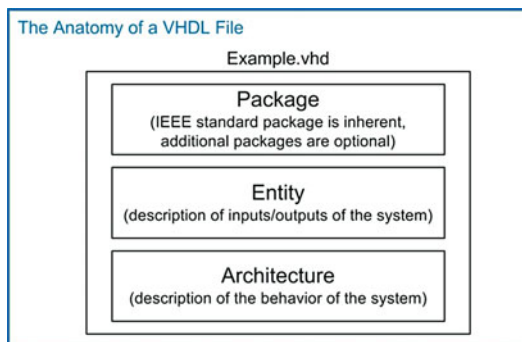 The Anatomy of a VHDL File
Example.vhd
Package
(IEEE standard package is inherent,
additional packages are optional)
Entity
(description of inputs/outputs of the system)
Architecture
(description of the behavior of the system)